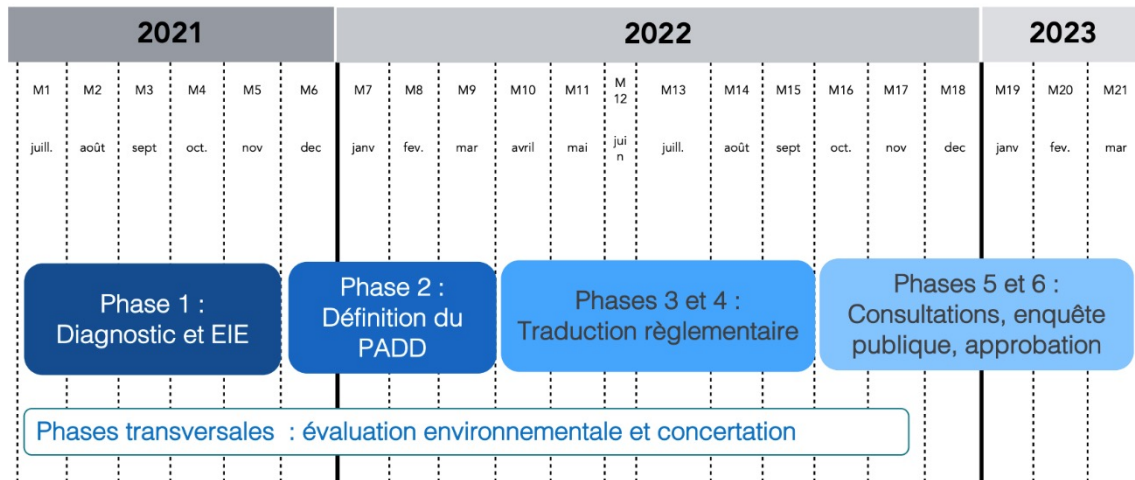 2021 2022 2023
M1 M2 M3 M4 M5 M6 M7 M8 M9 M10 M11 M 12 M13 M14 M15 M16 M17 M18 M19 M20 M21
juill. août sept oct. nov dec janv fev. mar avril mai jui n juill. août sept oct. nov dec janv fev. mar
Phase 1 :
Diagnostic et EIE
Phase 2 :
Définition du
PADD
Phases 3 et 4 :
Traduction règlementaire
Phases 5 et 6 :
Consultations, enquête
publique, approbation
Phases transversales : évaluation environnementale et concertation